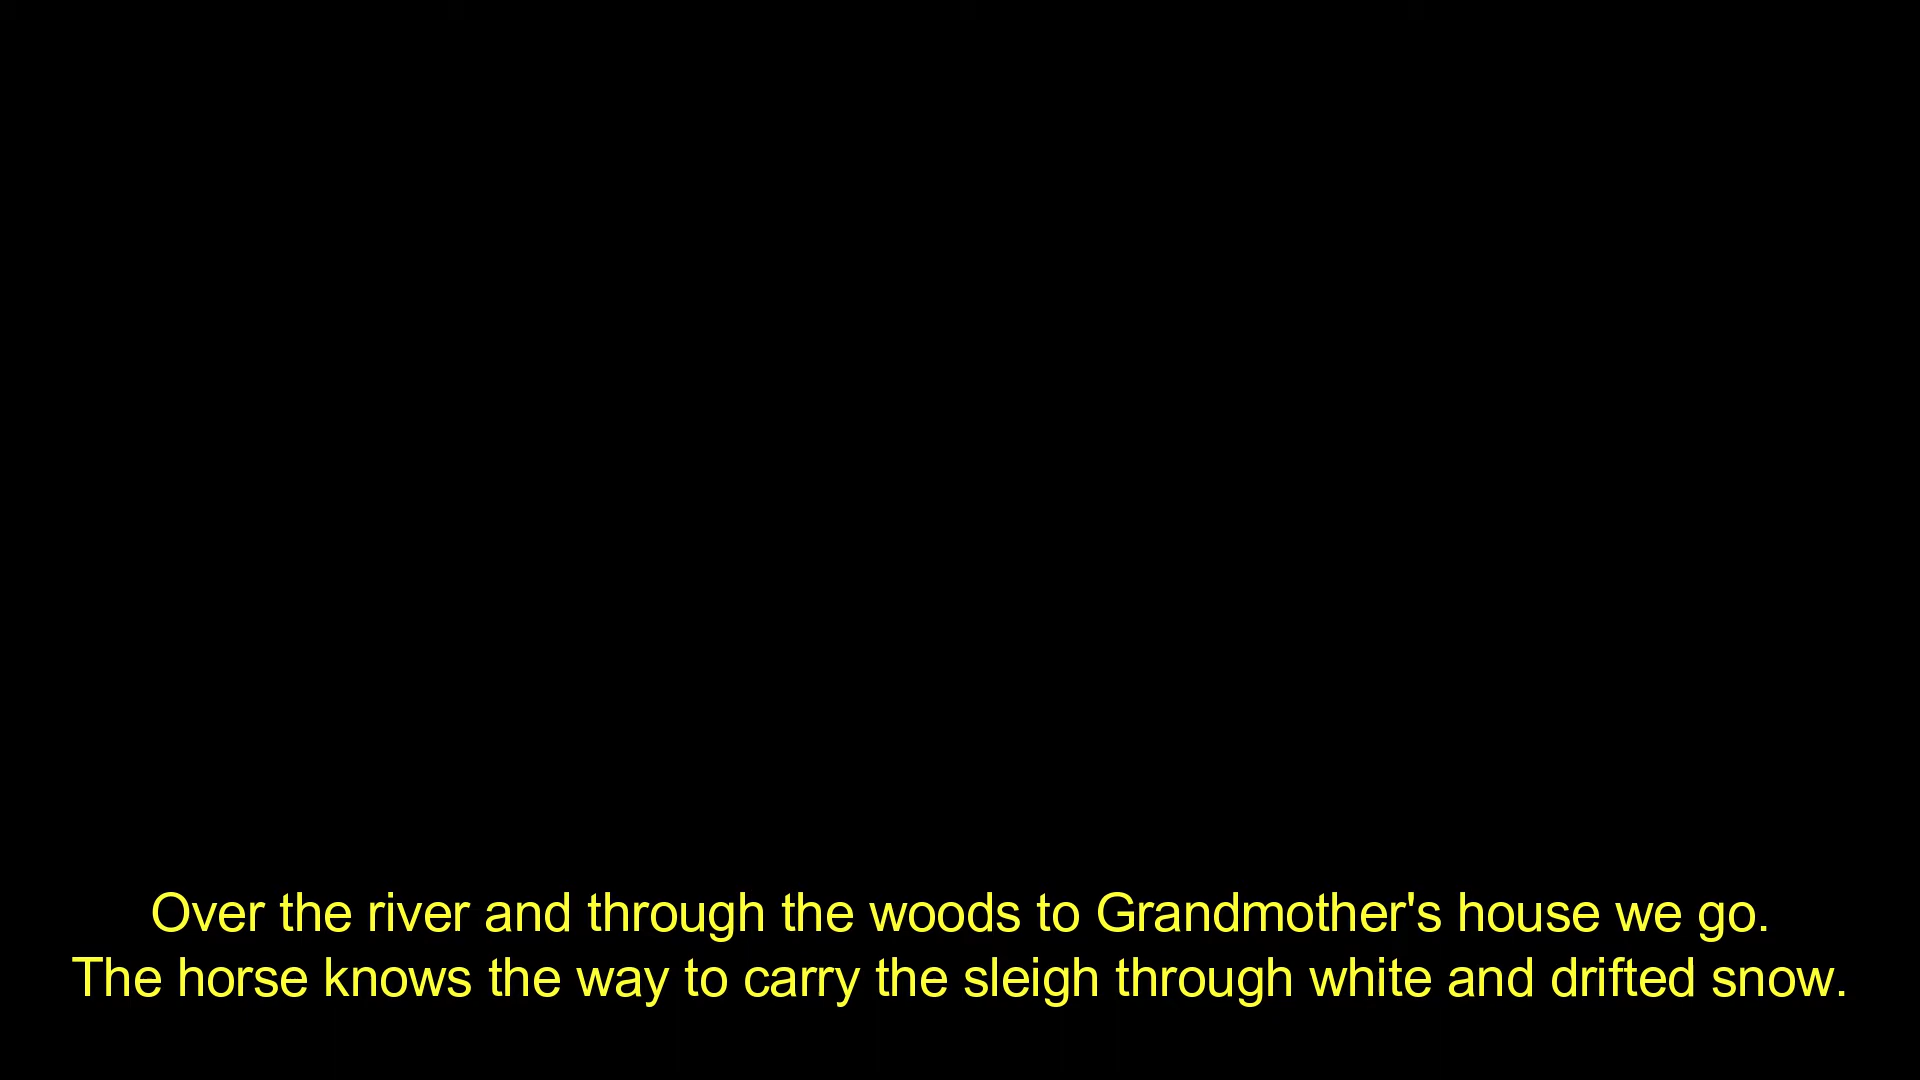 Over the river and through the woods to Grandmother's house we go.
The horse knows the way to carry the sleigh through white and drifted snow.